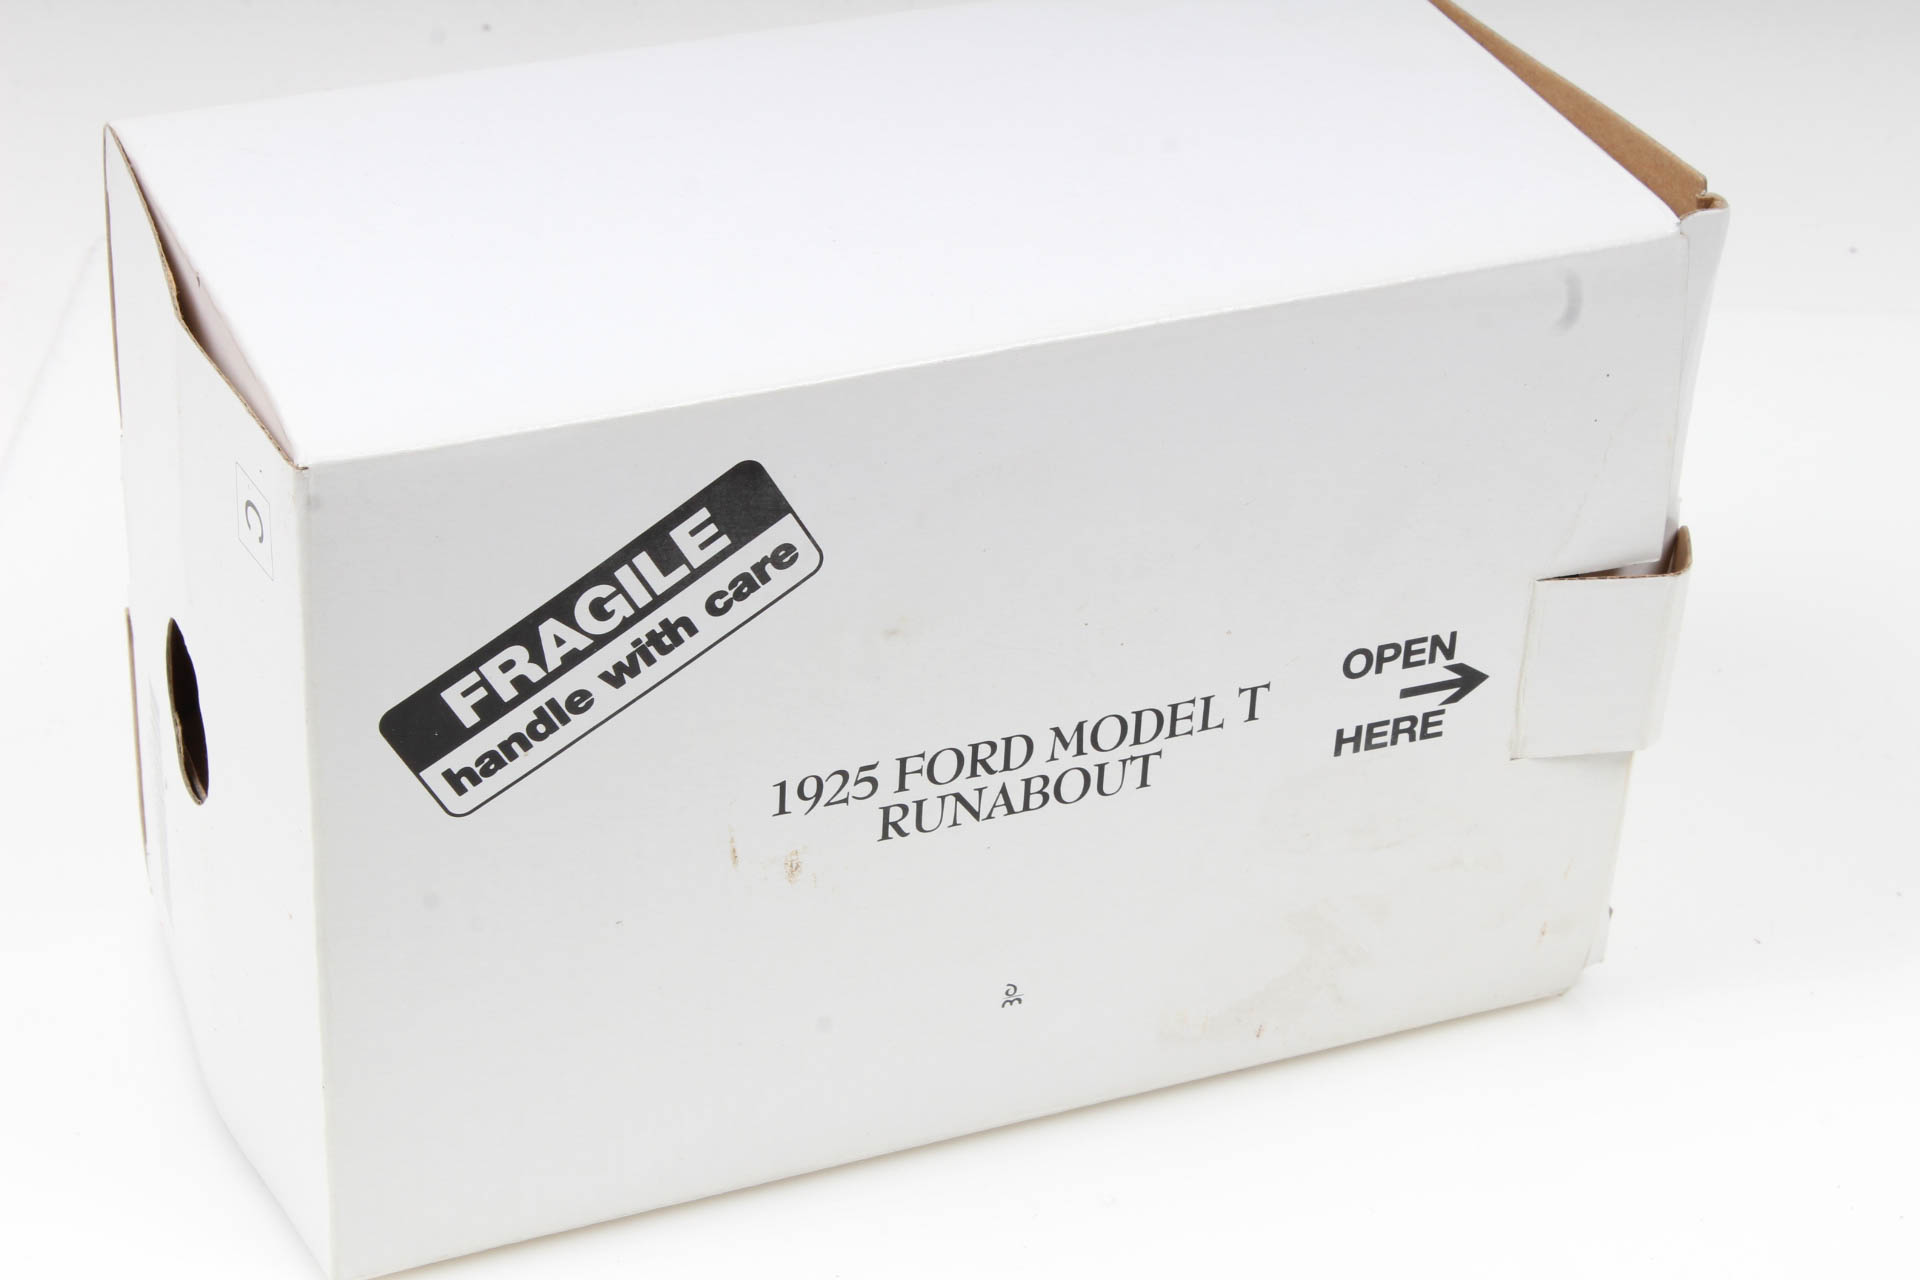 FRAGILE
handle with care
1925 FORD MODEL T
RUNABOUT
OPEN
HERE
C